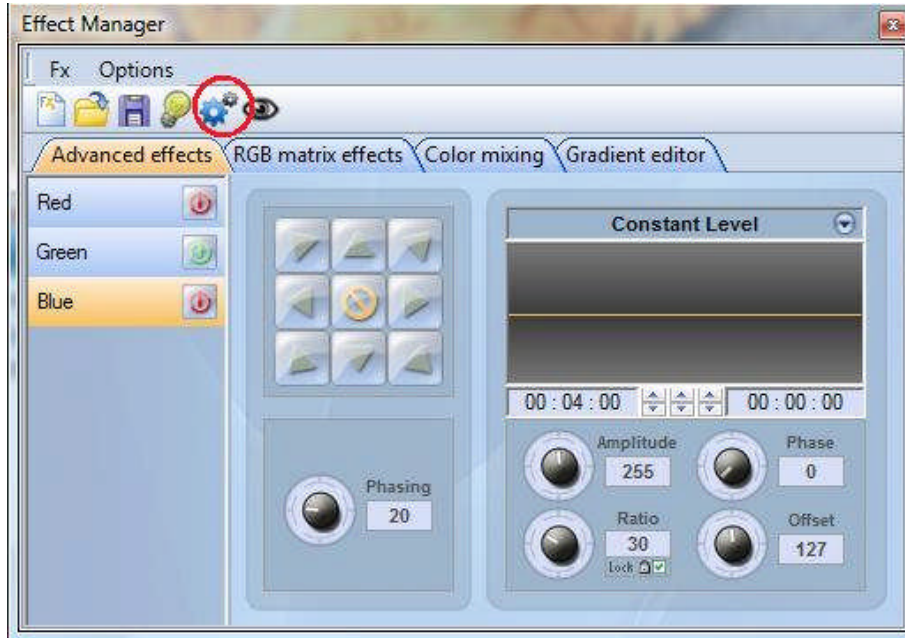 Effect Manager
Fx Options
Advanced effects RGB matrix effects Color mixing Gradient editor
Red
Green
Blue
Constant Level
00 : 04 : 00 00 : 00 : 00
Phasing
20
Amplitude
255
Phase
0
Ratio
30
Lock
Offset
127